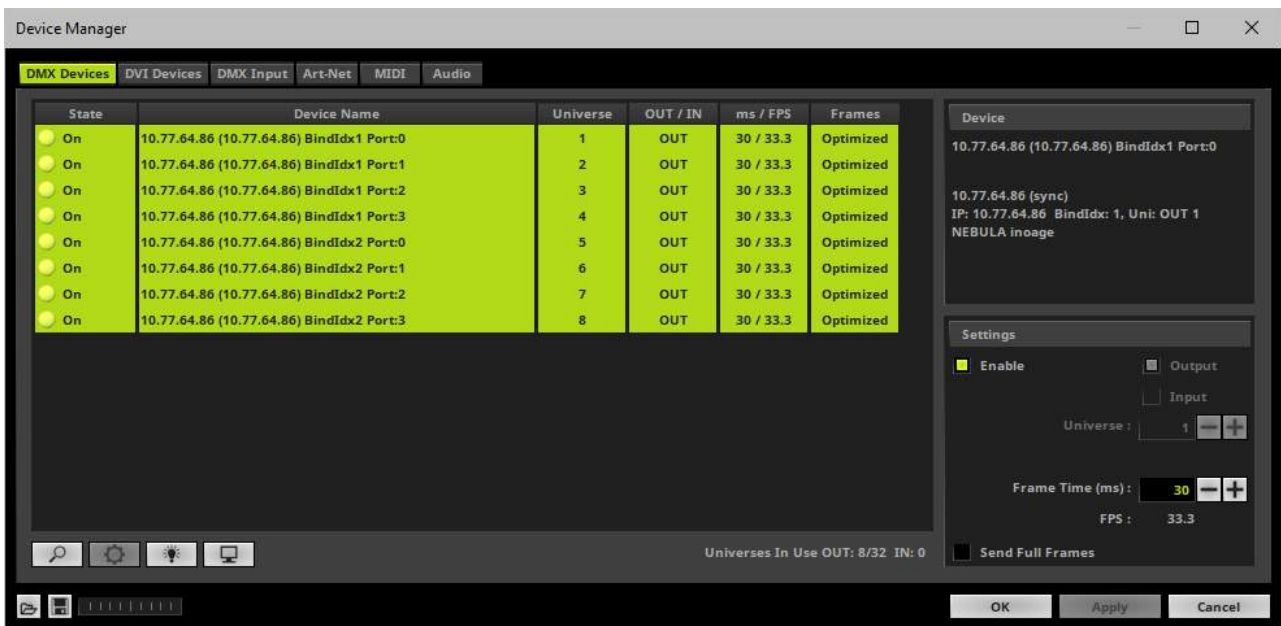 Device Manager
DMX Devices DVI Devices DMX Input Art-Net MIDI Audio
State Device Name Universe OUT / IN ms / FPS Frames
On 10.77.64.86 (10.77.64.86) BindIdx1 Port:0 1 OUT 30 / 33.3 Optimized
On 10.77.64.86 (10.77.64.86) BindIdx1 Port:1 2 OUT 30 / 33.3 Optimized
On 10.77.64.86 (10.77.64.86) BindIdx1 Port:2 3 OUT 30 / 33.3 Optimized
On 10.77.64.86 (10.77.64.86) BindIdx1 Port:3 4 OUT 30 / 33.3 Optimized
On 10.77.64.86 (10.77.64.86) BindIdx2 Port:0 5 OUT 30 / 33.3 Optimized
On 10.77.64.86 (10.77.64.86) BindIdx2 Port:1 6 OUT 30 / 33.3 Optimized
On 10.77.64.86 (10.77.64.86) BindIdx2 Port:2 7 OUT 30 / 33.3 Optimized
On 10.77.64.86 (10.77.64.86) BindIdx2 Port:3 8 OUT 30 / 33.3 Optimized
Universes In Use OUT: 8/32 IN: 0
Device
10.77.64.86 (10.77.64.86) BindIdx1 Port:0
10.77.64.86 (sync)
IP: 10.77.64.86 BindIdx: 1, Uni: OUT 1
NEBULA inoage
Settings
Enable Output
Input
Universe : 1
Frame Time (ms) : 30
FPS : 33.3
Send Full Frames
OK Apply Cancel